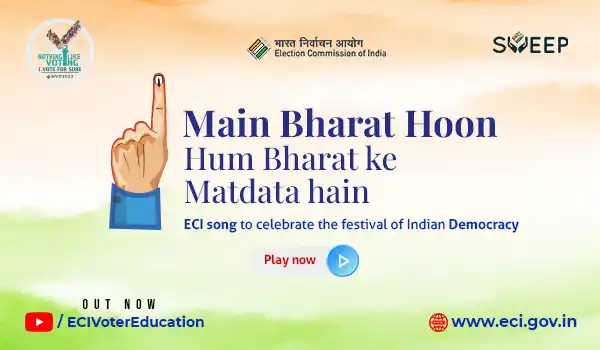 NOTHING LIKE
VOTING
I VOTE FOR SURE
#NVD2023
भारत निर्वाचन आयोग
Election Commission of India
SWEEP
Main Bharat Hoon
Hum Bharat ke
Matdata hain
ECI song to celebrate the festival of Indian Democracy
Play now
OUT NOW
/ ECIVoterEducation
www.eci.gov.in